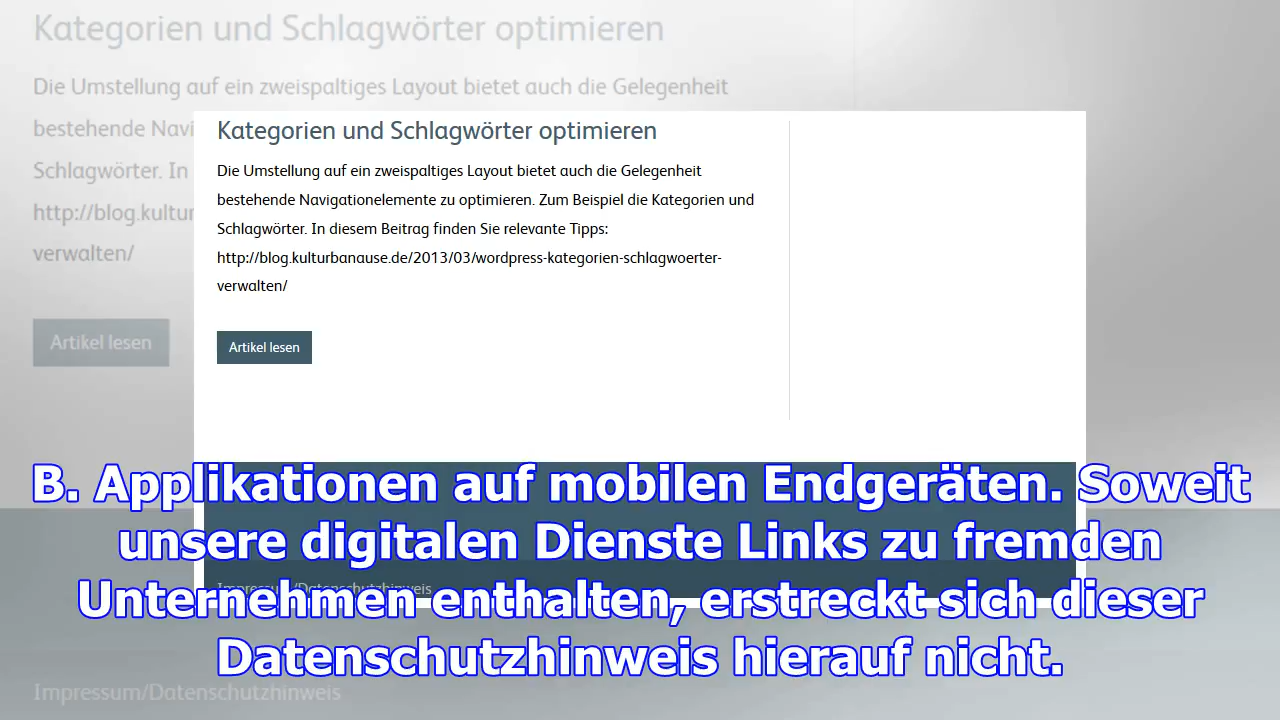 Kategorien und Schlagwörter optimieren
Die Umstellung auf ein zweispaltiges Layout bietet auch die Gelegenheit
bestehende Navi
Schlagwörter. In
http://blog.kultur
verwalten/
Artikel lesen
Kategorien und Schlagwörter optimieren
Die Umstellung auf ein zweispaltiges Layout bietet auch die Gelegenheit
bestehende Navigationelemente zu optimieren. Zum Beispiel die Kategorien und
Schlagwörter. In diesem Beitrag finden Sie relevante Tipps:
http://blog.kulturbanause.de/2013/03/wordpress-kategorien-schlagwoerter-
verwalten/
Artikel lesen
B. Applikationen auf mobilen Endgeräten. Soweit
unsere digitalen Dienste Links zu fremden
Impressum/Datenschutzhinweis
Unternehmen enthalten, erstreckt sich dieser
Datenschutzhinweis hierauf nicht.
Impressum/Datenschutzhinweis